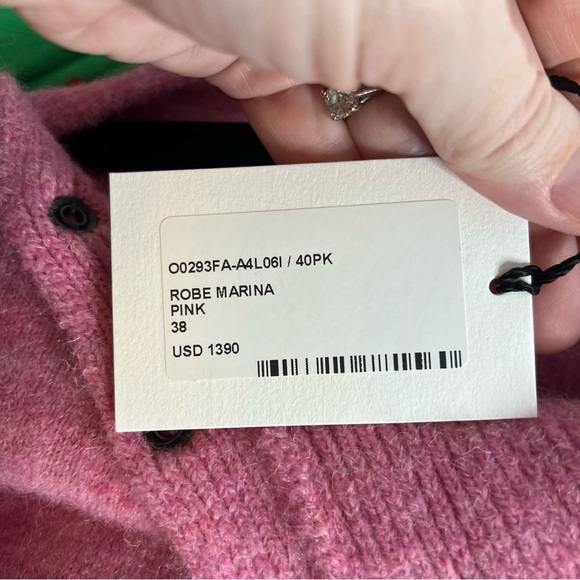 O0293FA-A4L06I / 40PK
ROBE MARINA
PINK
38
USD 1390